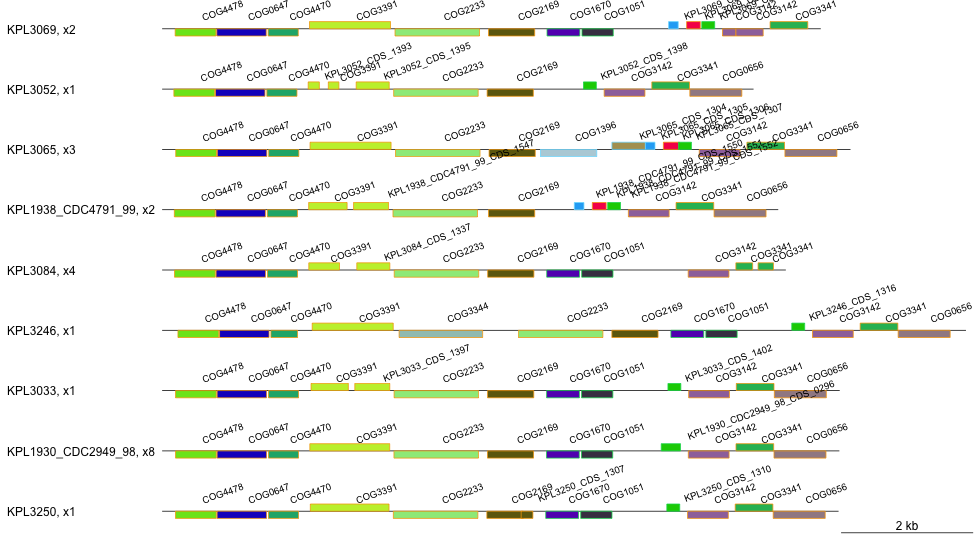 KPL3069, x2 COG4478 COG0647 COG4470 COG3391 COG2233 COG2169 COG1670 COG1051 COG3142 COG3142 COG3341
KPL3052, x1 COG4478 COG0647 COG4470 KPL3052_CDS_1393 COG3391 KPL3052_CDS_1395 COG2233 COG2169 KPL3052_CDS_1398 COG3142 COG3341 COG0656
KPL3065, x3 COG4478 COG0647 COG4470 COG3391 COG2233 COG2169 COG1396 KPL3065_CDS_1304 KPL3065_CDS_1305 KPL3065_CDS_1306 KPL3065_CDS_1307 COG3142 COG3341 COG0656
KPL1938_CDC4791_99, x2 COG4478 COG0647 COG4470 COG3391 KPL1938_CDC4791_99_CDS_1547 COG2233 COG2169 KPL1938_CDC4791_99_CDS_1550 KPL1938_CDC4791_99_CDS_1551 KPL1938_CDC4791_99_CDS_1552 COG3142 COG3341 COG0656
KPL3084, x4 COG4478 COG0647 COG4470 COG3391 KPL3084_CDS_1337 COG2233 COG2169 COG1670 COG1051 COG3142 COG3341 COG3341
KPL3246, x1 COG4478 COG0647 COG4470 COG3391 COG3344 COG2233 COG2169 COG1670 COG1051 KPL3246_CDS_1316 COG3142 COG3341 COG0656
KPL3033, x1 COG4478 COG0647 COG4470 COG3391 KPL3033_CDS_1397 COG2233 COG2169 COG1670 COG1051 KPL3033_CDS_1402 COG3142 COG3341 COG0656
KPL1930_CDC2949_98, x8 COG4478 COG0647 COG4470 COG3391 COG2233 COG2169 COG1670 COG1051 KPL1930_CDC2949_98_CDS_0296 COG3142 COG3341 COG0656
KPL3250, x1 COG4478 COG0647 COG4470 COG3391 COG2233 COG2169 KPL3250_CDS_1307 COG1670 COG1051 KPL3250_CDS_1310 COG3142 COG3341 COG0656
2 kb